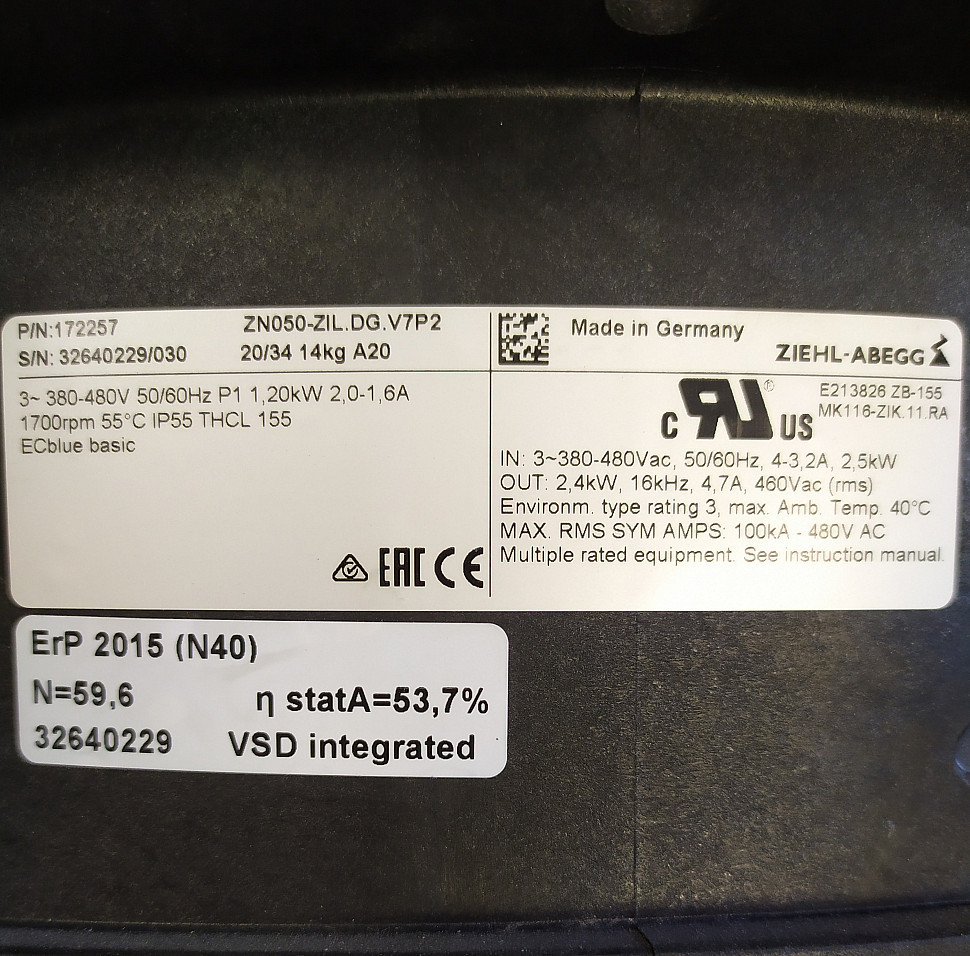 P/N:172257 ZN050-ZIL.DG.V7P2
S/N: 32640229/030 20/34 14kg A20
3~ 380-480V 50/60Hz P1 1,20kW 2,0-1,6A
1700rpm 55°C IP55 THCL 155
ECblue basic
EAC CE
Made in Germany
ZIEHL-ABEGG
c RU ® US
E213826 ZB-155
MK116-ZIK.11.RA
IN: 3~380-480Vac, 50/60Hz, 4-3,2A, 2,5kW
OUT: 2,4kW, 16kHz, 4,7A, 460Vac (rms)
Environm. type rating 3, max. Amb. Temp. 40°C
MAX. RMS SYM AMPS: 100kA - 480V AC
Multiple rated equipment. See instruction manual.
ErP 2015 (N40)
N=59,6 η statA=53,7%
32640229 VSD integrated